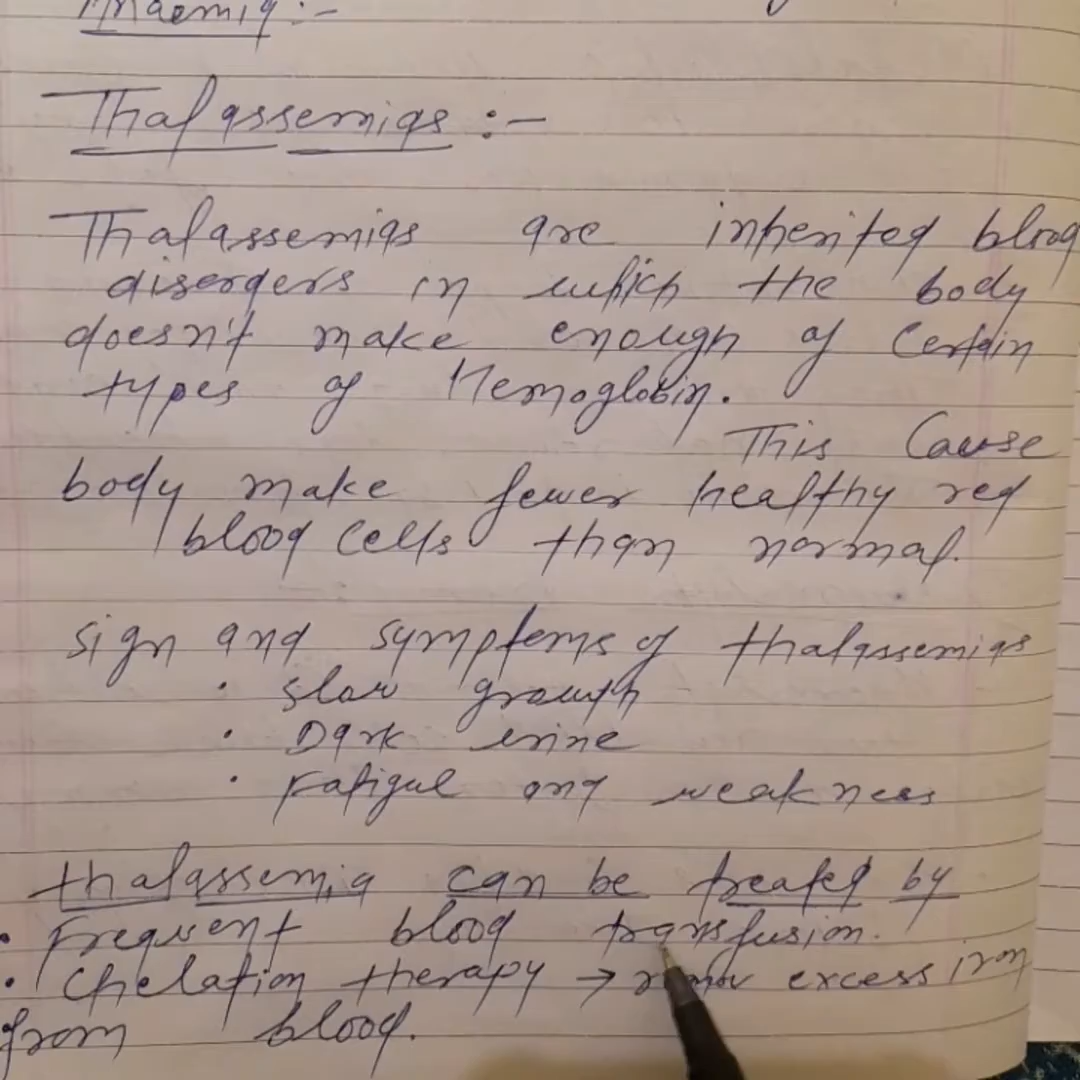 Anaemia :-
Thalassemias :-
Thalassemias are inherited blood
disorders in which the body
doesn't make enough of Certain
types of Hemoglobin.
This Cause
body make fewer healthy red
blood Cells than normal.
sign and symptems of thalassemias
· slow growth
· Dark urine
· Fatigue and weakness
thalassemia can be treated by
· Frequent blood transfusion.
· Chelation therapy → excess iron
from blood.